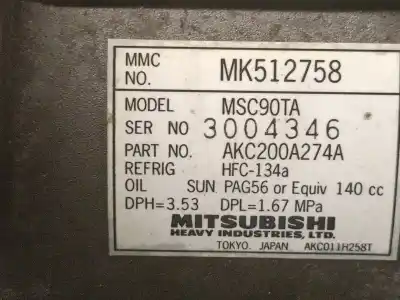 MMC
NO. MK512758
MODEL MSC90TA
SER NO 3004346
PART NO. AKC200A274A
REFRIG HFC-134a
OIL SUN PAG56 or Equiv 140 cc
DPH=3.53 DPL=1.67 MPa
MITSUBISHI
HEAVY INDUSTRIES, LTD.
TOKYO. JAPAN AKC011H258T